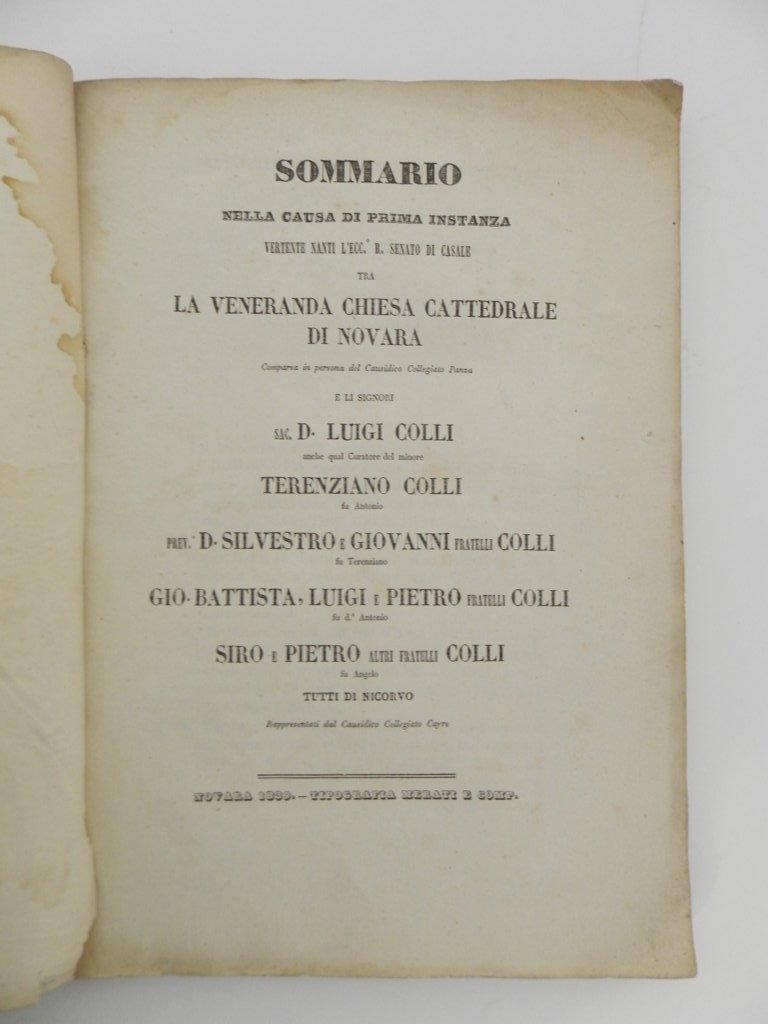 SOMMARIO
NELLA CAUSA DI PRIMA INSTANZA
VERTENTE NANTI L'ECC.° R. SENATO DI CASALE
TRA
LA VENERANDA CHIESA CATTEDRALE
DI NOVARA
Comparsa in persona del Causidico Collegiato Panza
E LI SIGNORI
SAC. D. LUIGI COLLI
anche qual Curatore del minore
TERENZIANO COLLI
fu Antonio
PREV.° D. SILVESTRO E GIOVANNI FRATELLI COLLI
fu Terenziano
GIO. BATTISTA, LUIGI E PIETRO FRATELLI COLLI
fu d.° Antonio
SIRO E PIETRO ALTRI FRATELLI COLLI
fu Angelo
TUTTI DI NICORVO
Rappresentati dal Causidico Collegiato Cayre
NOVARA 1839. — TIPOGRAFIA MERATI E COMP.